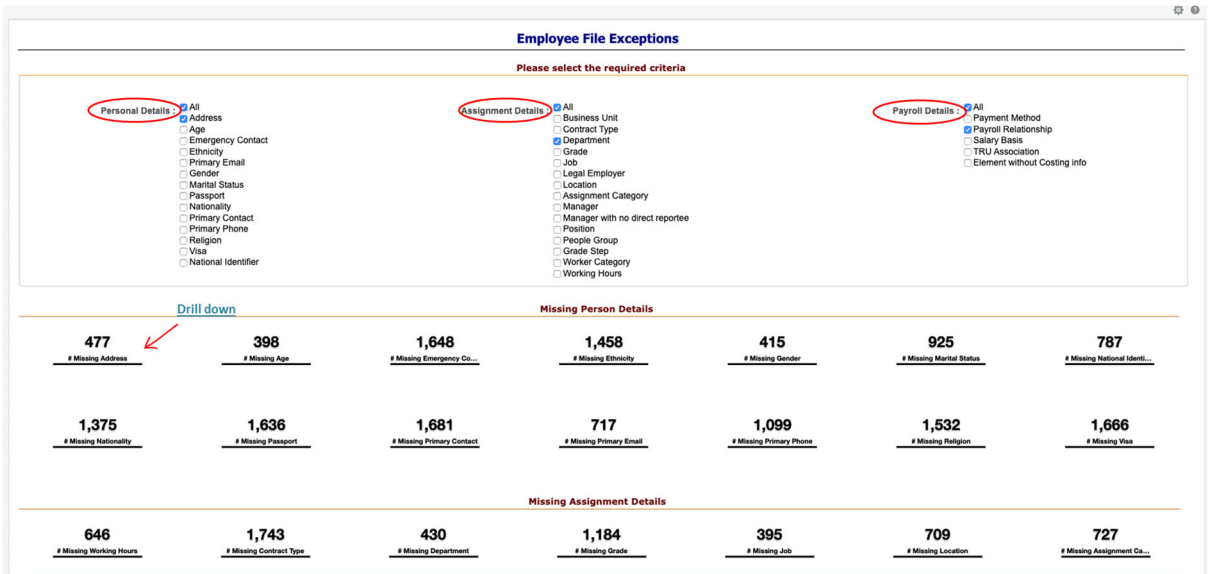 Employee File Exceptions
Please select the required criteria
Personal Details :
All
Address
Age
Emergency Contact
Ethnicity
Primary Email
Gender
Marital Status
Passport
Nationality
Primary Contact
Primary Phone
Religion
Visa
National Identifier
Assignment Details :
All
Business Unit
Contract Type
Department
Grade
Job
Legal Employer
Location
Assignment Category
Manager
Manager with no direct reportee
Position
People Group
Grade Step
Worker Category
Working Hours
Payroll Details :
All
Payment Method
Payroll Relationship
Salary Basis
TRU Association
Element without Costing info
Drill down
Missing Person Details
477 398 1,648 1,458 415 925 787
# Missing Address # Missing Age # Missing Emergency Co... # Missing Ethnicity # Missing Gender # Missing Marital Status # Missing National Identi...
1,375 1,636 1,681 717 1,099 1,532 1,666
# Missing Nationality # Missing Passport # Missing Primary Contact # Missing Primary Email # Missing Primary Phone # Missing Religion # Missing Visa
Missing Assignment Details
646 1,743 430 1,184 395 709 727
# Missing Working Hours # Missing Contract Type # Missing Department # Missing Grade # Missing Job # Missing Location # Missing Assignment Ca...